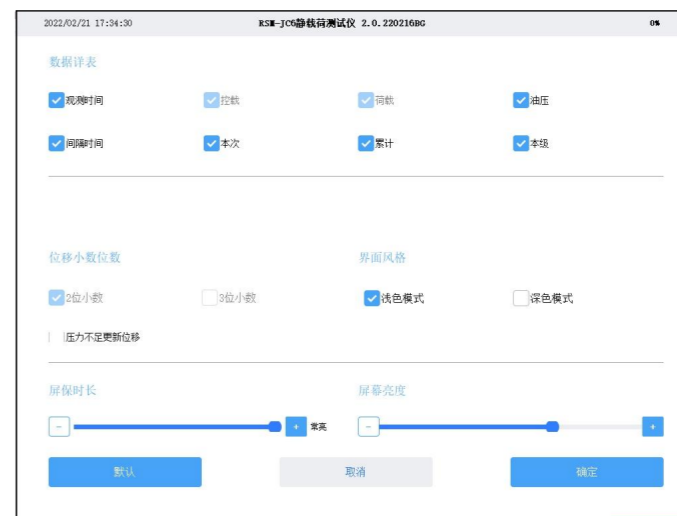 2022/02/21 17:34:30 RSM-JC6静载荷测试仪 2.0.220216BG 0%
数据详表
观测时间 控载 荷载 油压
间隔时间 本次 累计 本级
位移小数位数 界面风格
2位小数 3位小数 浅色模式 深色模式
压力不足更新位移
屏保时长 屏幕亮度
- + 常亮 - +
默认 取消 确定